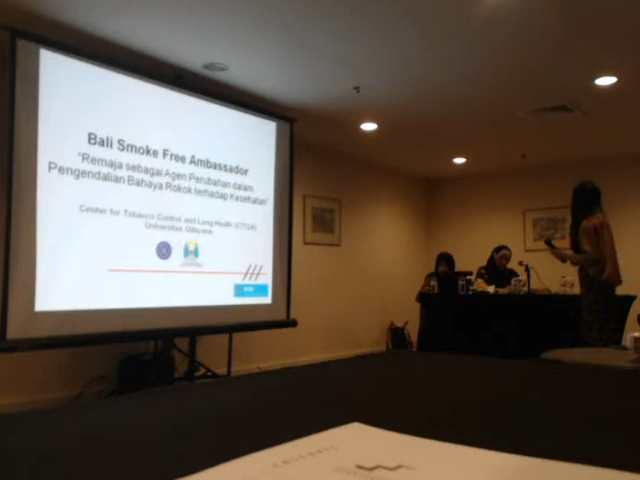 Bali Smoke Free Ambassador
"Remaja sebagai Agen Perubahan dalam
Pengendalian Bahaya Rokok terhadap Kesehatan"
Center for Tobacco Control and Lung Health (CTCLH)
Universitas Udayana